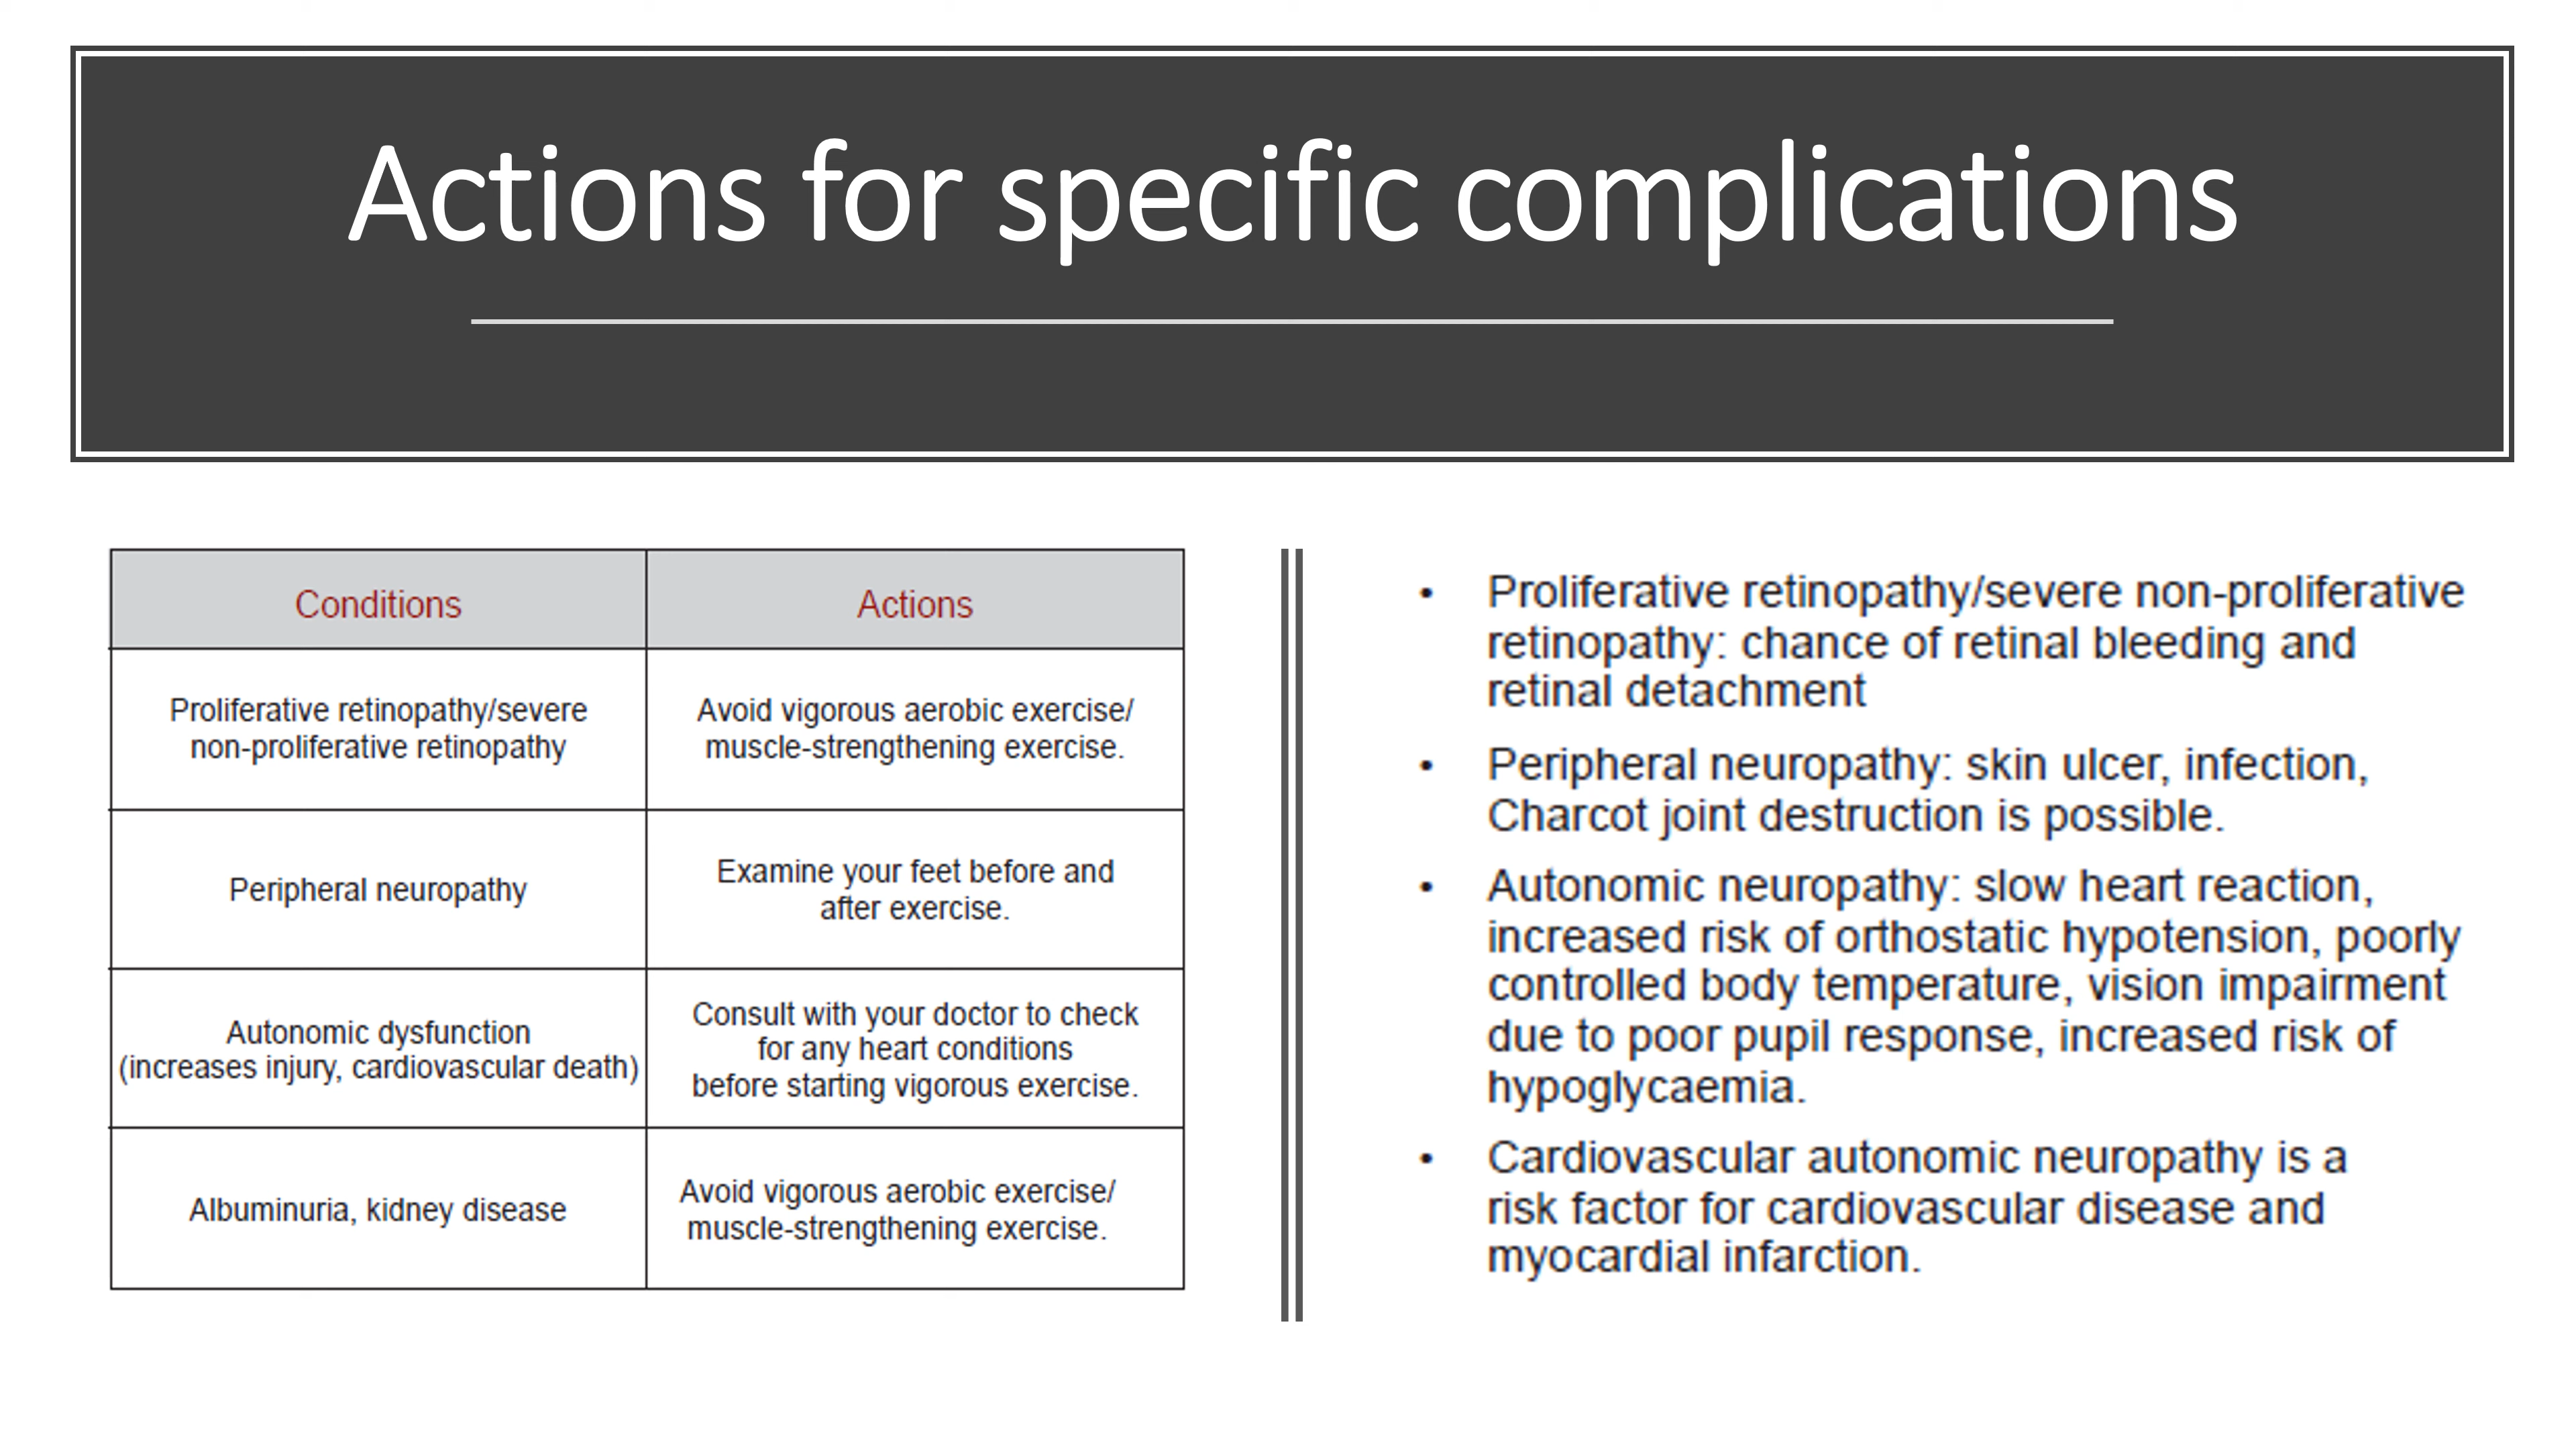 Actions for specific complications
Conditions
Actions
Proliferative retinopathy/severe
non-proliferative retinopathy
Avoid vigorous aerobic exercise/
muscle-strengthening exercise.
Peripheral neuropathy
Examine your feet before and
after exercise.
Autonomic dysfunction
(increases injury, cardiovascular death)
Consult with your doctor to check
for any heart conditions
before starting vigorous exercise.
Albuminuria, kidney disease
Avoid vigorous aerobic exercise/
muscle-strengthening exercise.
• Proliferative retinopathy/severe non-proliferative
retinopathy: chance of retinal bleeding and
retinal detachment
• Peripheral neuropathy: skin ulcer, infection,
Charcot joint destruction is possible.
• Autonomic neuropathy: slow heart reaction,
increased risk of orthostatic hypotension, poorly
controlled body temperature, vision impairment
due to poor pupil response, increased risk of
hypoglycaemia.
• Cardiovascular autonomic neuropathy is a
risk factor for cardiovascular disease and
myocardial infarction.